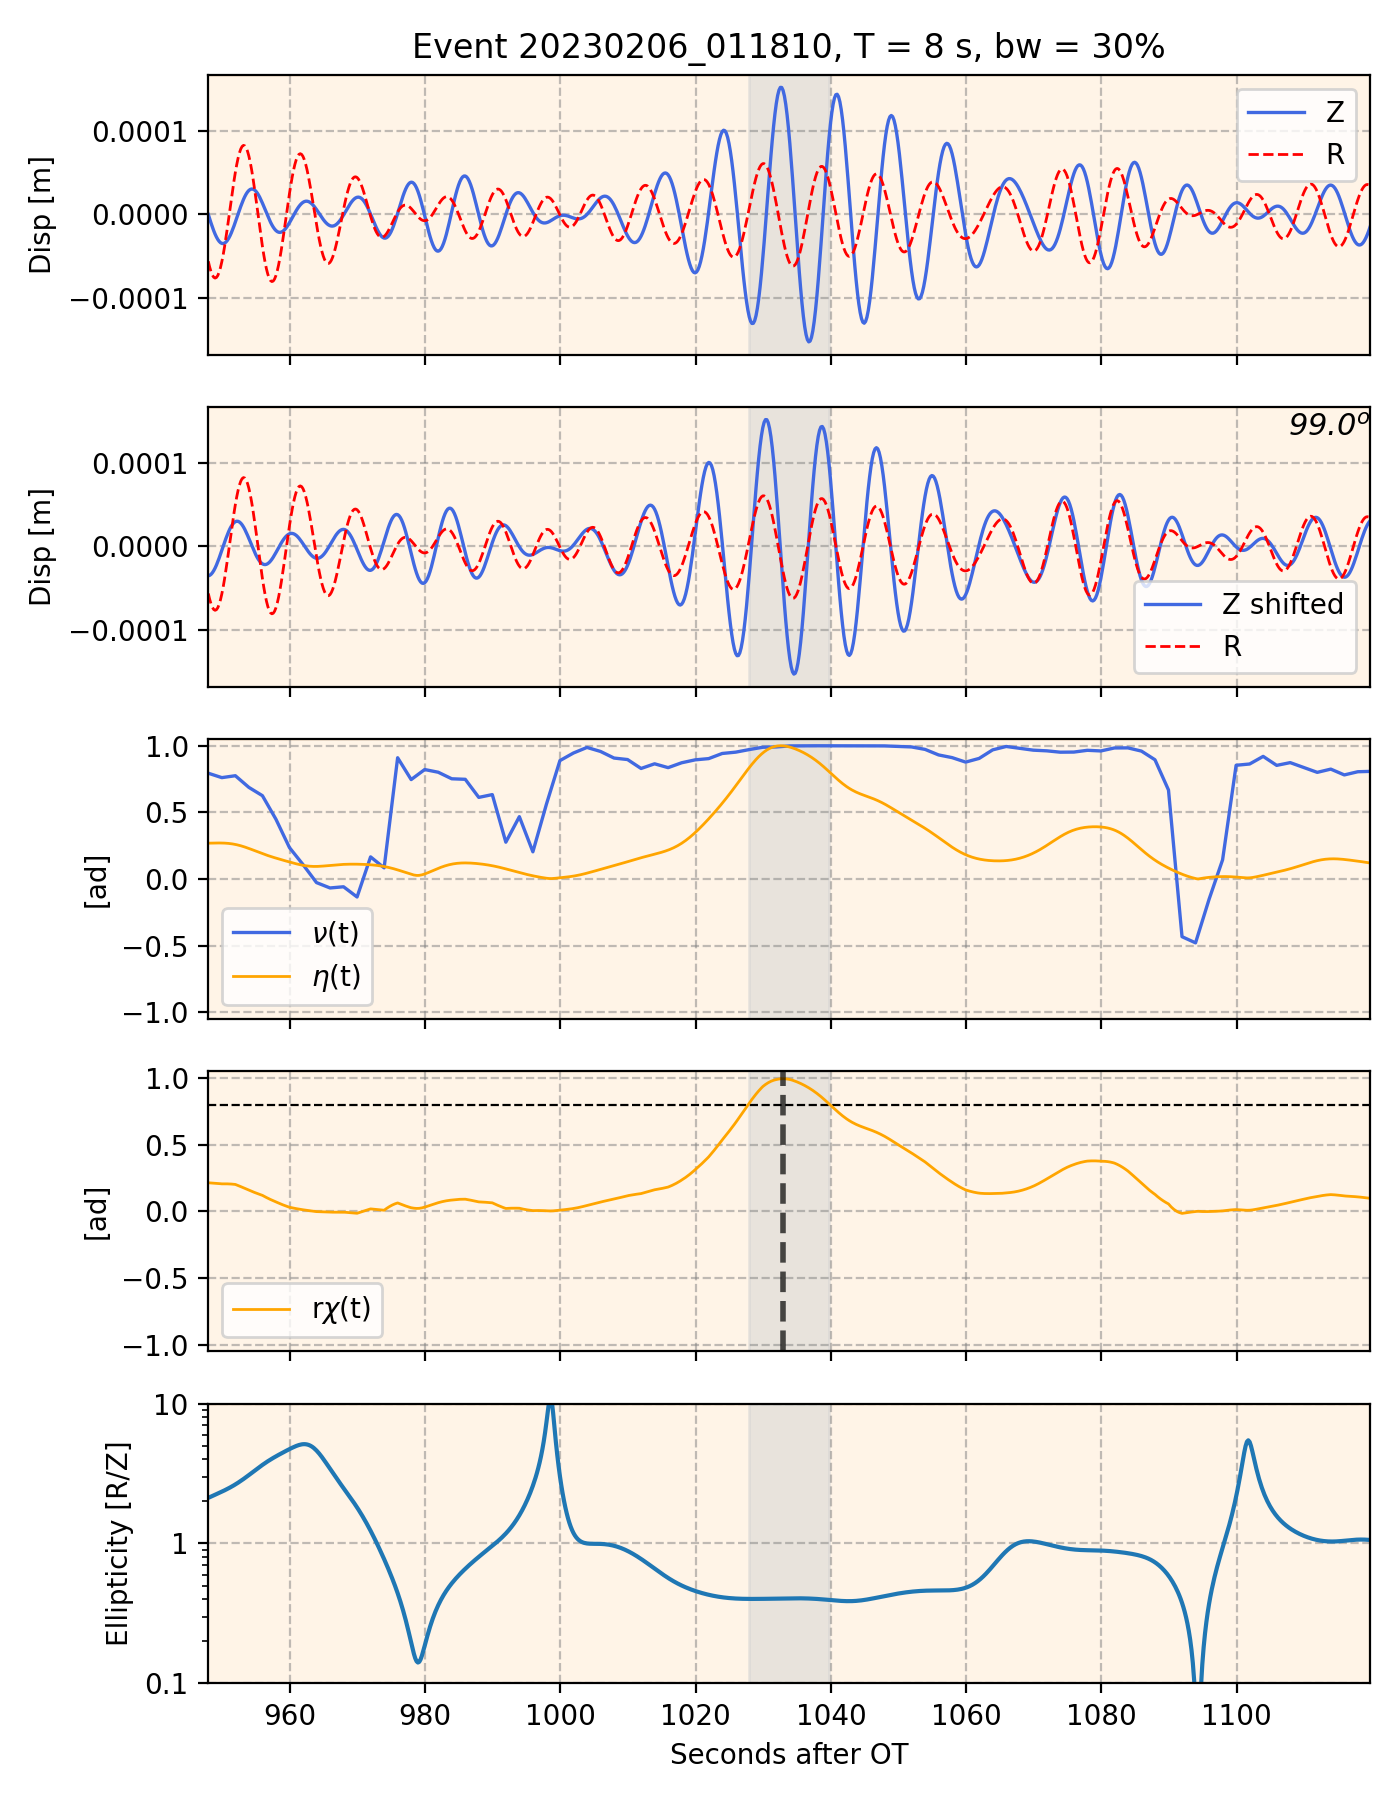 Event 20230206_011810, T = 8 s, bw = 30%
Disp [m]
0.0001
0.0000
−0.0001
Z
R
Disp [m]
0.0001
0.0000
−0.0001
99.0º
Z shifted
R
[ad]
1.0
0.5
0.0
−0.5
−1.0
ν(t)
η(t)
[ad]
1.0
0.5
0.0
−0.5
−1.0
rχ(t)
Ellipticity [R/Z]
10
1
0.1
960 980 1000 1020 1040 1060 1080 1100
Seconds after OT